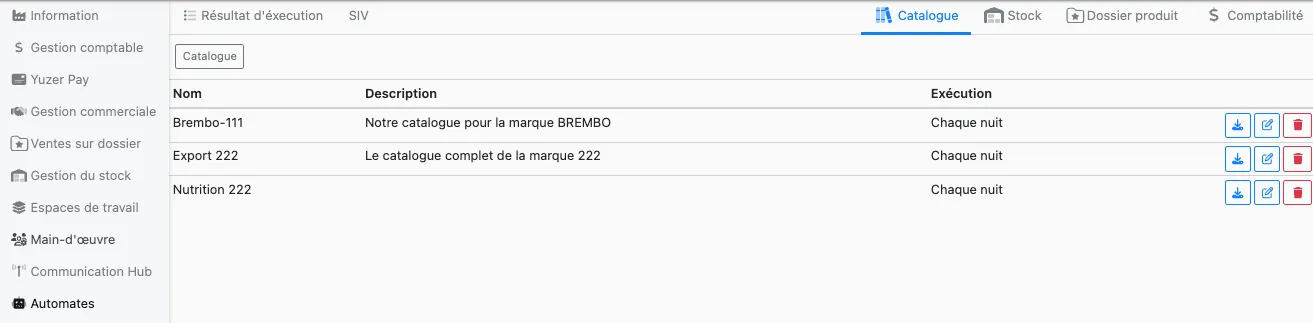 Information
Gestion comptable
Yuzer Pay
Gestion commerciale
Ventes sur dossier
Gestion du stock
Espaces de travail
Main-d'œuvre
Communication Hub
Automates
Résultat d'éxecution SIV Catalogue Stock Dossier produit Comptabilité
Catalogue
Nom Description Exécution
Brembo-111 Notre catalogue pour la marque BREMBO Chaque nuit
Export 222 Le catalogue complet de la marque 222 Chaque nuit
Nutrition 222 Chaque nuit